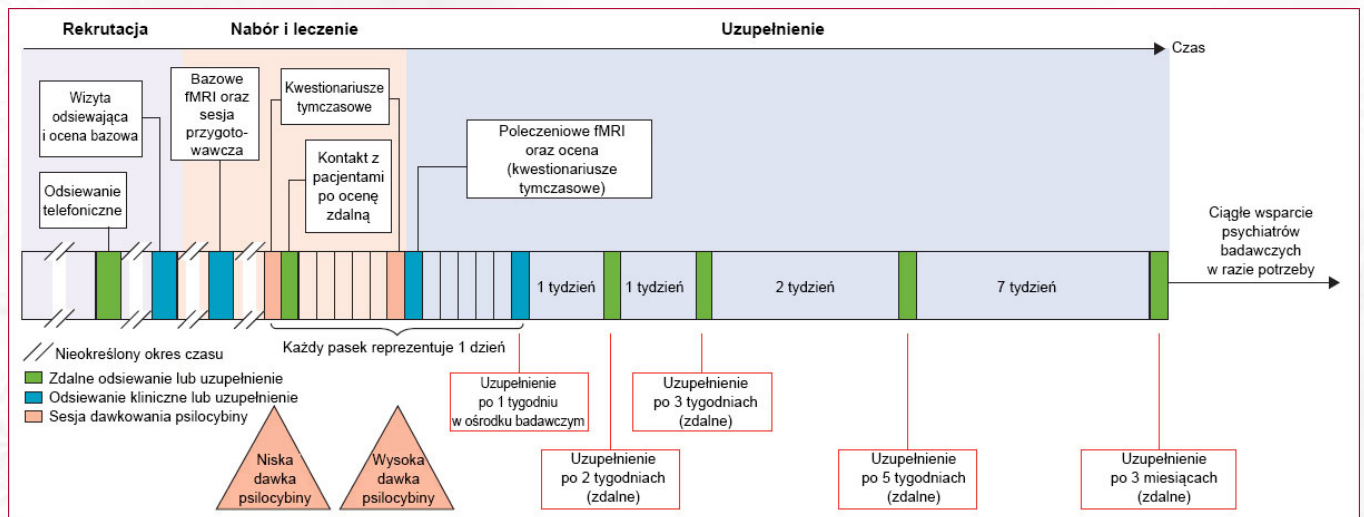 Rekrutacja
Nabór i leczenie
Uzupełnienie
Czas
Wizyta
odsiewająca
i ocena bazowa
Bazowe
fMRI oraz
sesja
przygoto-
wawcza
Kwestionariusze
tymczasowe
Odsiewanie
telefoniczne
Kontakt z
pacjentami
po ocenę
zdalną
Poleczeniowe fMRI
oraz ocena
(kwestionariusze
tymczasowe)
Ciągłe wsparcie
psychiatrów
badawczych
w razie potrzeby
1 tydzień
1 tydzień
2 tydzień
7 tydzień
Każdy pasek reprezentuje 1 dzień
Nieokreślony okres czasu
Zdalne odsiewanie lub uzupełnienie
Odsiewanie kliniczne lub uzupełnienie
Sesja dawkowania psilocybiny
Niska
dawka
psilocybiny
Wysoka
dawka
psilocybiny
Uzupełnienie
po 1 tygodniu
w ośrodku badawczym
Uzupełnienie
po 2 tygodniach
(zdalne)
Uzupełnienie
po 3 tygodniach
(zdalne)
Uzupełnienie
po 5 tygodniach
(zdalne)
Uzupełnienie
po 3 miesiącach
(zdalne)